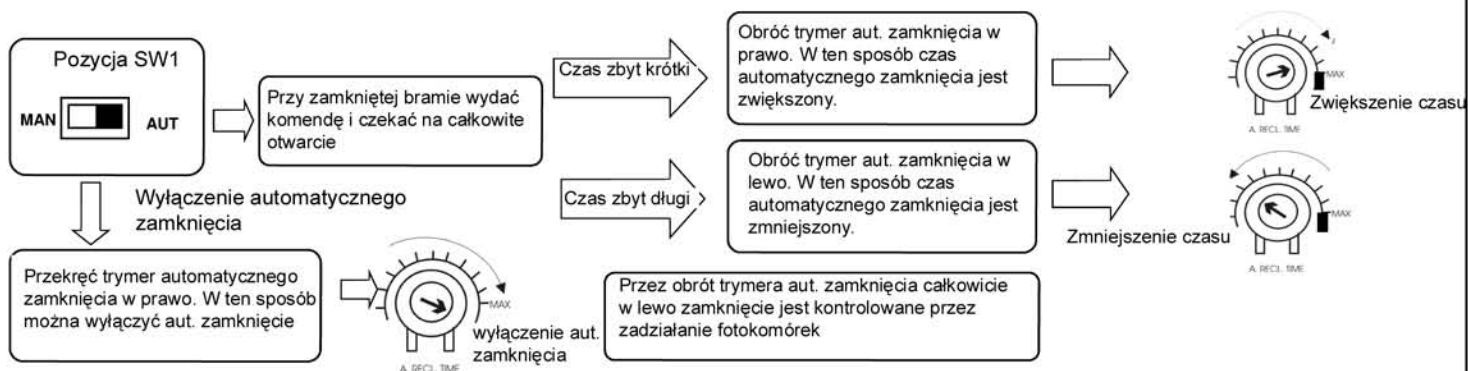 Pozycja SW1
MAN
AUT
Przy zamkniętej bramie wydać
komendę i czekać na całkowite
otwarcie
Czas zbyt krótki
Obróć trymer aut. zamknięcia w
prawo. W ten sposób czas
automatycznego zamknięcia jest
zwiększony.
MAX
Zwiększenie czasu
A. RECL. TIME
Czas zbyt długi
Obróć trymer aut. zamknięcia w
lewo. W ten sposób czas
automatycznego zamknięcia jest
zmniejszony.
Zmniejszenie czasu
MAX
A. RECL. TIME
Wyłączenie automatycznego
zamknięcia
Przekręć trymer automatycznego
zamknięcia w prawo. W ten sposób
można wyłączyć aut. zamknięcie
MAX
wyłączenie aut.
zamknięcia
A. RECL. TIME
Przez obrót trymera aut. zamknięcia całkowicie
w lewo zamknięcie jest kontrolowane przez
zadziałanie fotokomórek